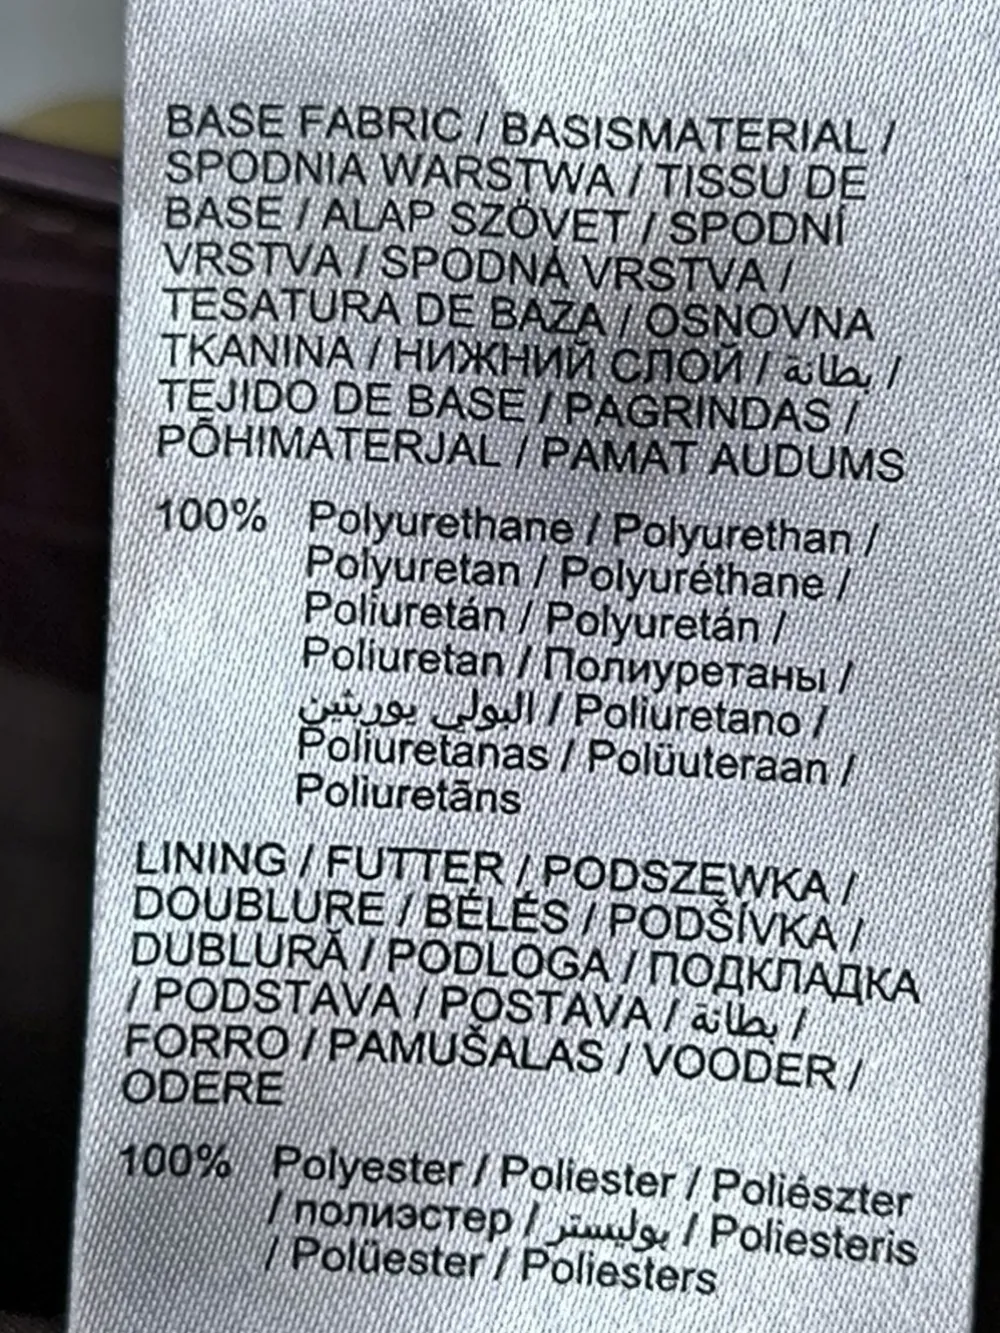 BASE FABRIC / BASISMATERIAL /
SPODNIA WARSTWA / TISSU DE
BASE / ALAP SZÖVET / SPODNÍ
VRSTVA / SPODNÁ VRSTVA /
TESATURA DE BAZA / OSNOVNA
TKANINA / НИЖНИЙ СЛОЙ / بطانة /
TEJIDO DE BASE / PAGRINDAS /
PÕHIMATERJAL / PAMAT AUDUMS
100% Polyurethane / Polyurethan /
Polyuretan / Polyuréthane /
Poliuretán / Polyuretán /
Poliuretan / Полиуретаны /
البولي يوريثين / Poliuretano /
Poliuretanas / Polüuteraan /
Poliuretāns
LINING / FUTTER / PODSZEWKA /
DOUBLURE / BÉLÉS / PODŠÍVKA /
DUBLURĂ / PODLOGA / ПОДКЛАДКА
/ PODSTAVA / POSTAVA / بطانة /
FORRO / PAMUŠALAS / VOODER /
ODERE
100% Polyester / Poliester / Poliészter
/ полиэстер / بوليستر / Poliesteris
/ Polüester / Poliesters